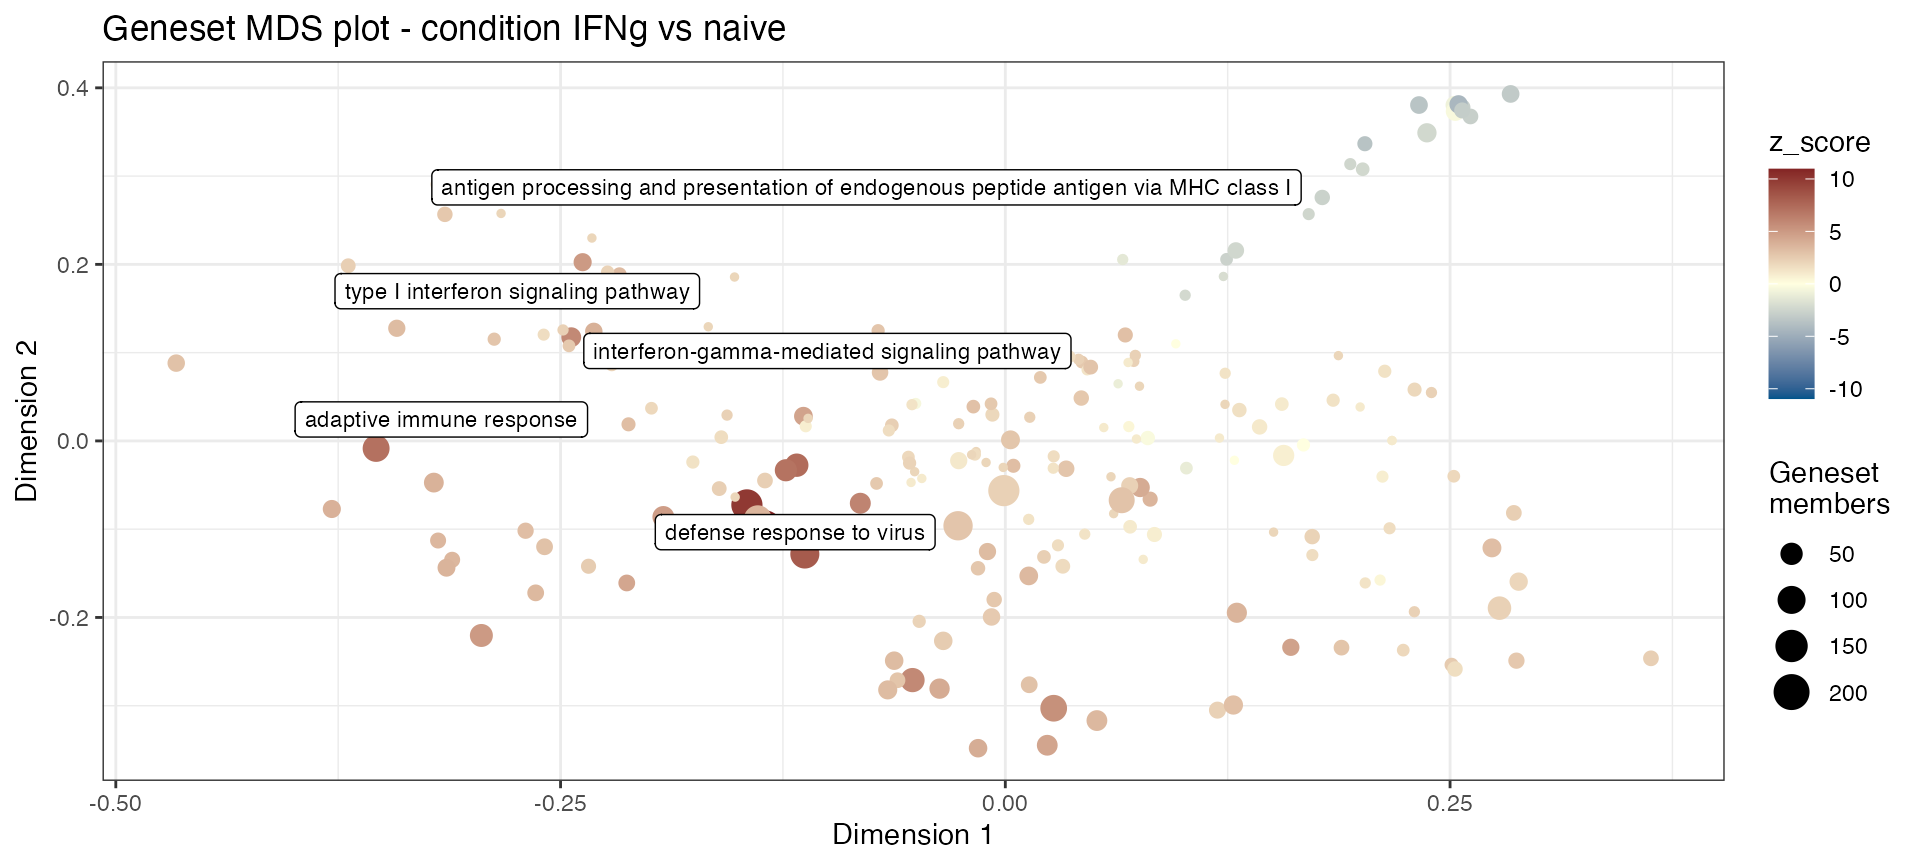 Geneset MDS plot - condition IFNg vs naive
Dimension 2
0.4
0.2
0.0
-0.2
antigen processing and presentation of endogenous peptide antigen via MHC class I
type I interferon signaling pathway
interferon-gamma-mediated signaling pathway
adaptive immune response
defense response to virus
-0.50
-0.25
0.00
0.25
Dimension 1
z_score
10
5
0
-5
-10
Geneset
members
50
100
150
200